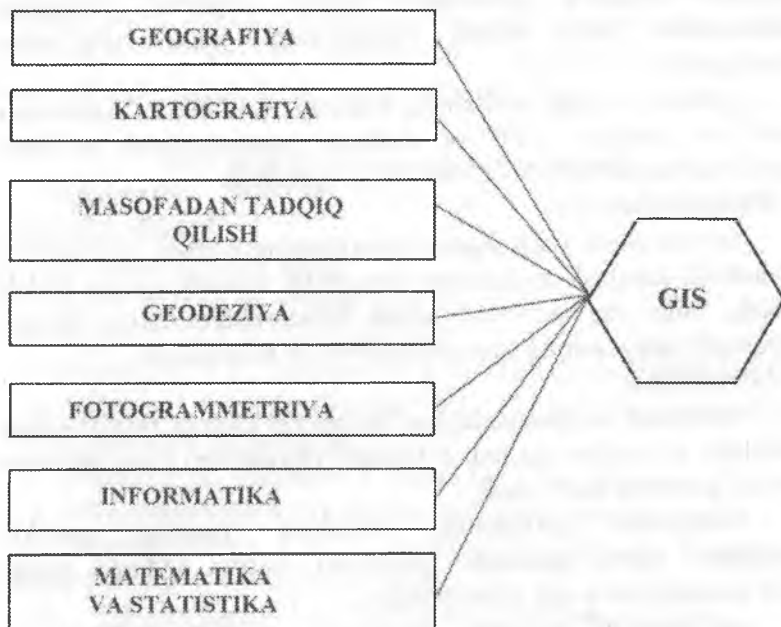 GEOGRAFIYA
KARTOGRAFIYA
MASOFADAN TADQIQ
QILISH
GEODEZIYA
FOTOGRAMMETRIYA
INFORMATIKA
MATEMATIKA
VA STATISTIKA
GIS